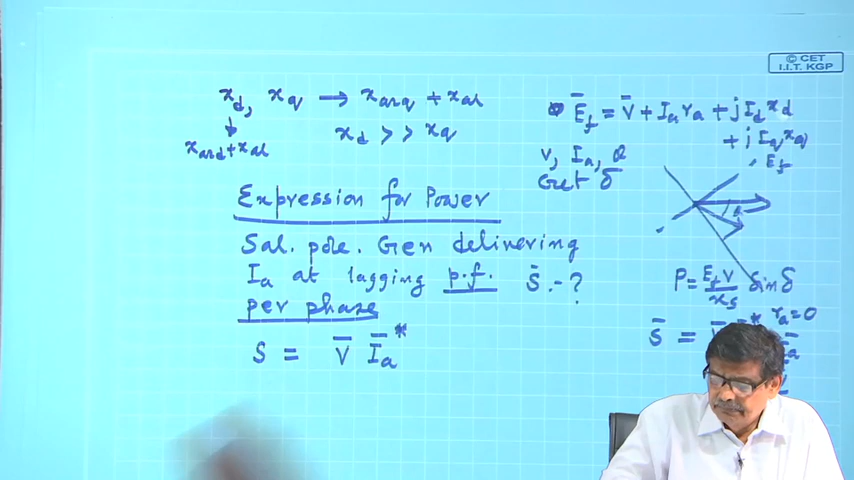 © CET
I.I.T. KGP
x_d, x_q → x_arq + x_al
↓
x_ard + x_al
x_d >> x_q
Ē_f = V̄ + I_a r_a + j I_d x_d
+ j I_q x_q
V, I_a, θ
Get δ
E_f
Expression for Power
Sal. pole. Gen delivering
I_a at lagging p.f. S̄ - ?
per phase
S = V̄ Ī_a*
P = E_f V / x_s sin δ
r_a = 0
S̄ =